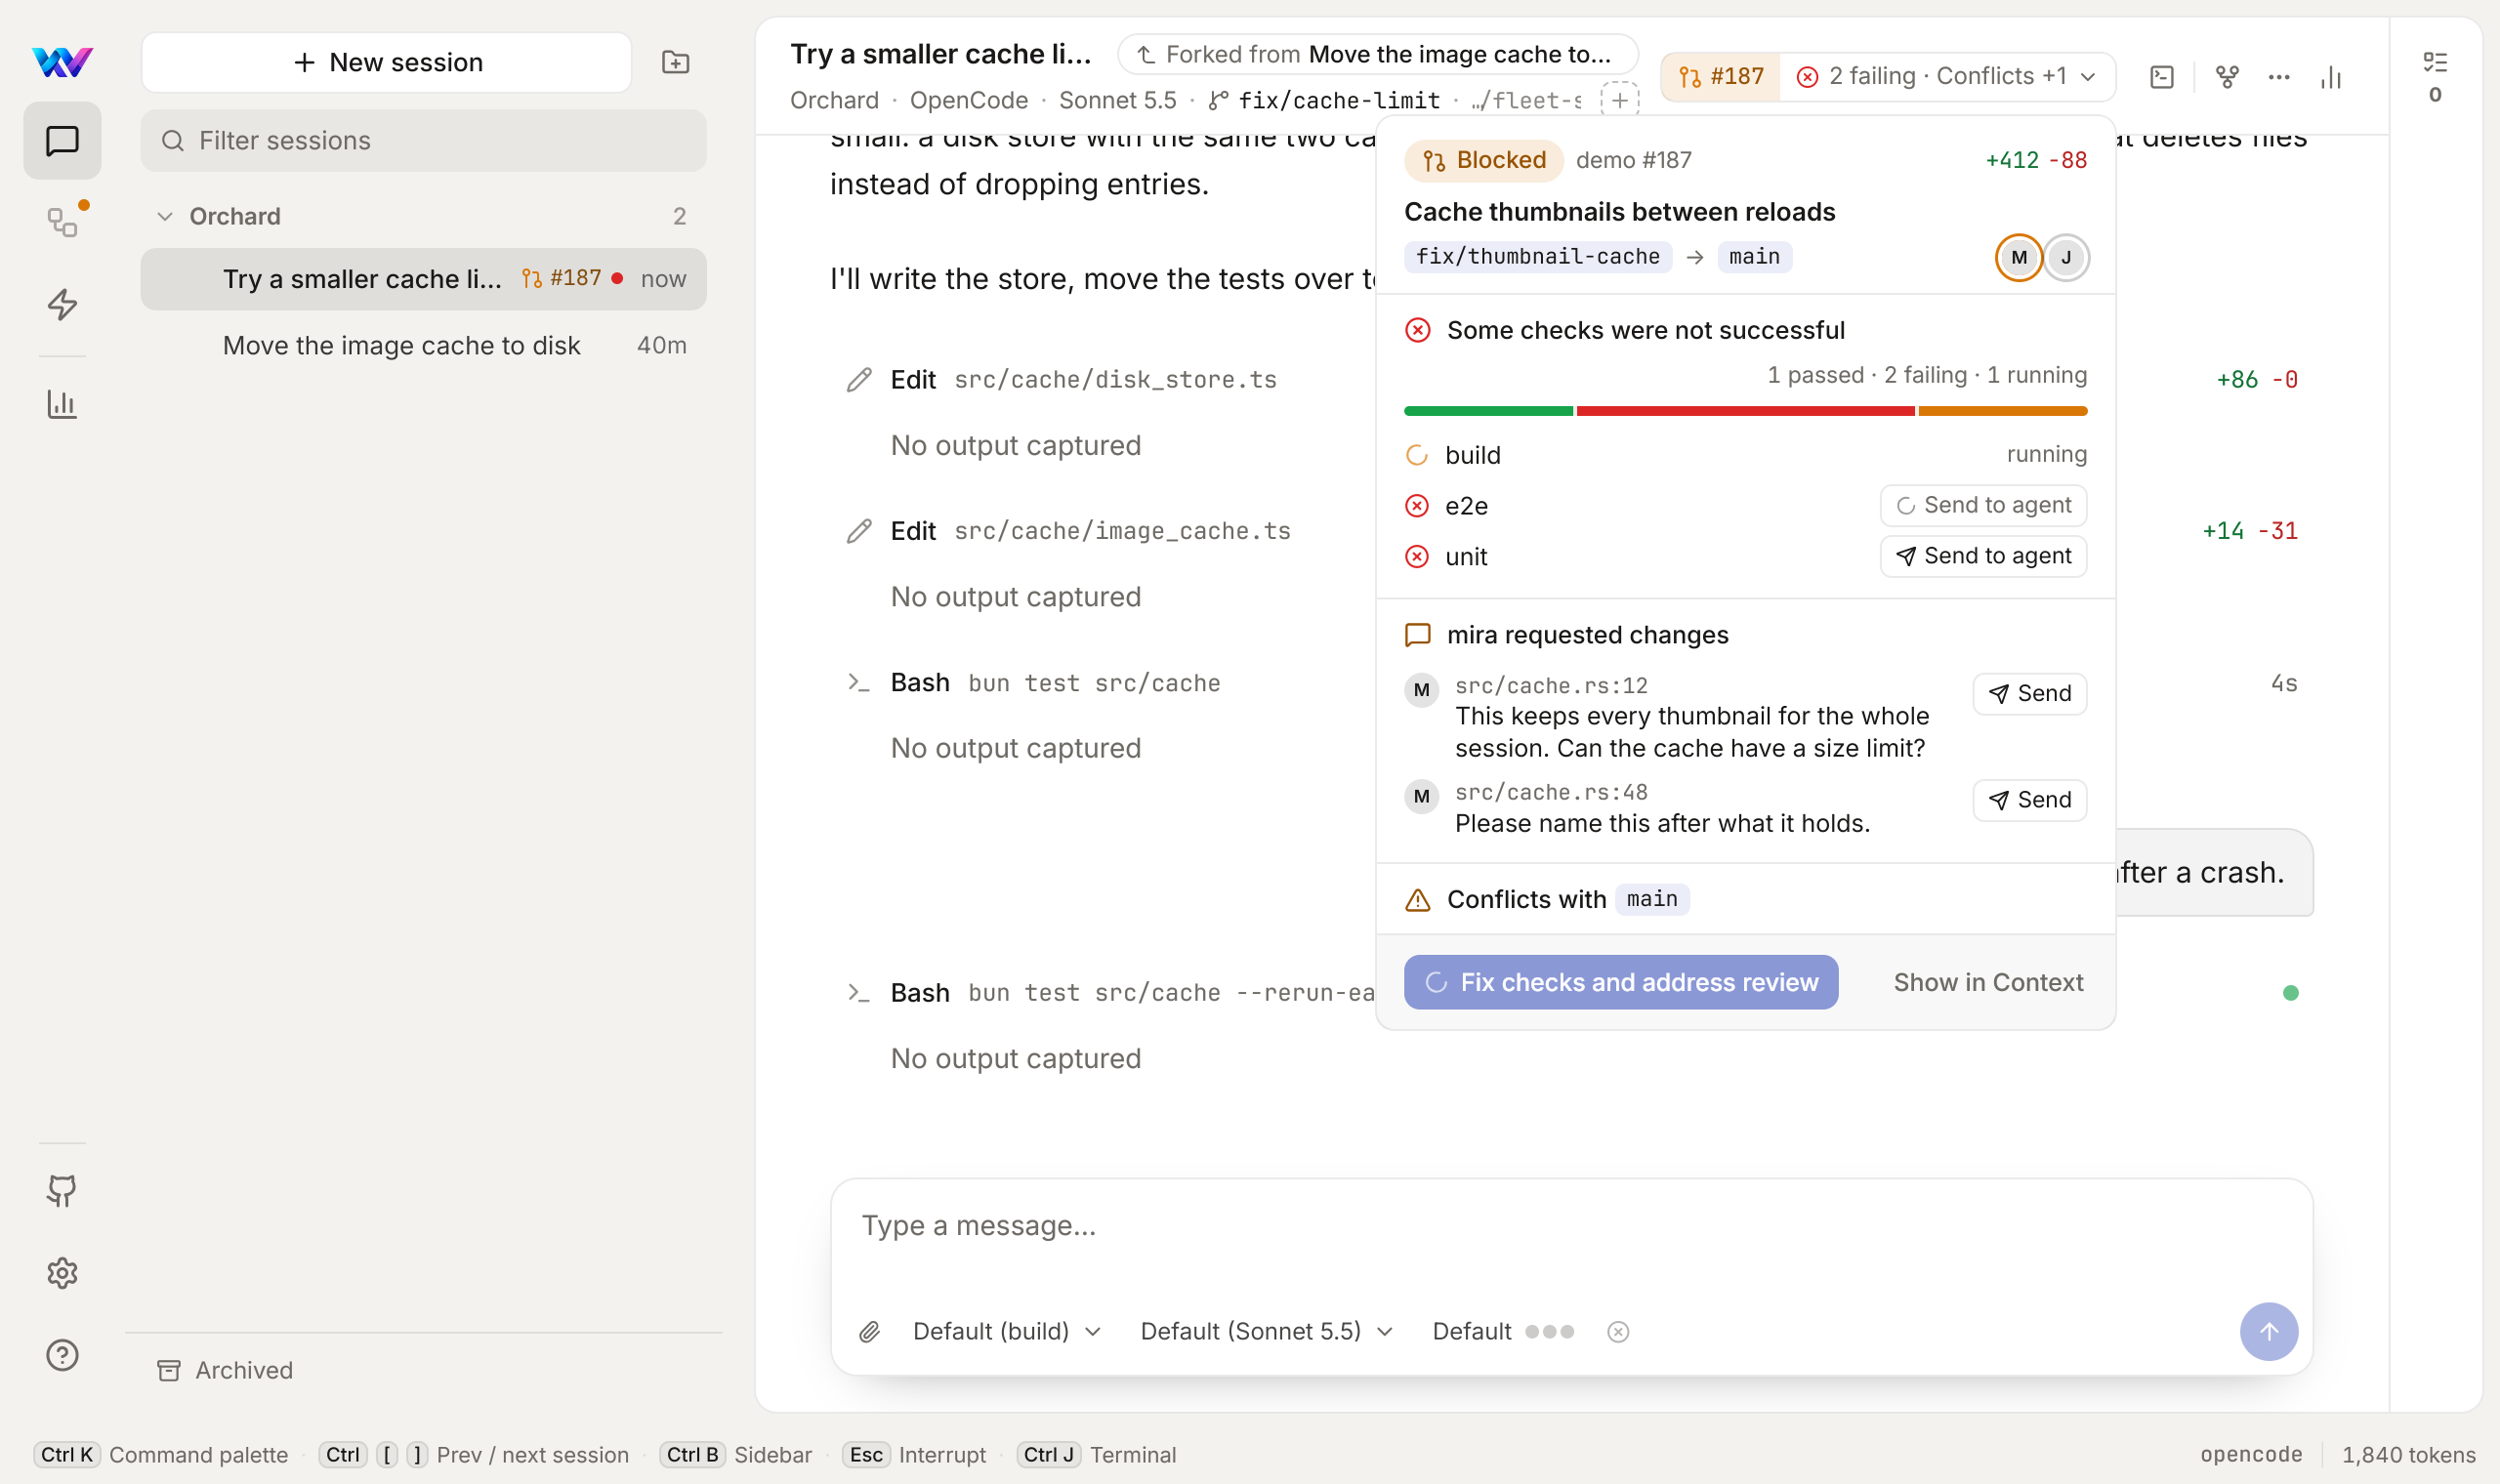 New session
Filter sessions
Orchard 2
Try a smaller cache li... #187 now
Move the image cache to disk 40m
Archived
Try a smaller cache li... Forked from Move the image cache to...
Orchard · OpenCode · Sonnet 5.5 · fix/cache-limit ·
#187 2 failing · Conflicts +1
0
instead of dropping entries.
I'll write the store, move the tests over
Edit src/cache/disk_store.ts +86 -0
No output captured
Edit src/cache/image_cache.ts +14 -31
No output captured
Bash bun test src/cache 4s
No output captured
after a crash.
Bash bun test src/cache
No output captured
Blocked demo #187 +412 -88
Cache thumbnails between reloads
fix/thumbnail-cache → main M J
Some checks were not successful
1 passed · 2 failing · 1 running
build running
e2e Send to agent
unit Send to agent
mira requested changes
M src/cache.rs:12 Send
This keeps every thumbnail for the whole
session. Can the cache have a size limit?
M src/cache.rs:48 Send
Please name this after what it holds.
Conflicts with main
Fix checks and address review Show in Context
Type a message...
Default (build) Default (Sonnet 5.5) Default
Ctrl K Command palette · Ctrl [ ] Prev / next session · Ctrl B Sidebar · Esc Interrupt · Ctrl J Terminal
opencode 1,840 tokens